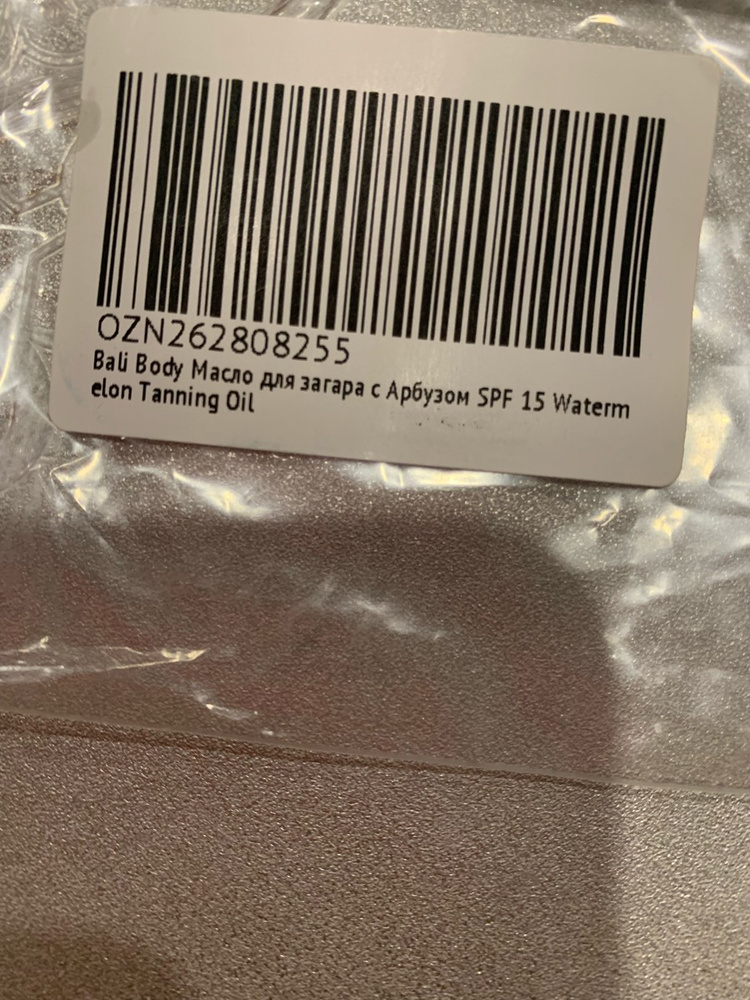 OZN262808255
Bali Body Масло для загара с Арбузом SPF 15 Waterm
elon Tanning Oil